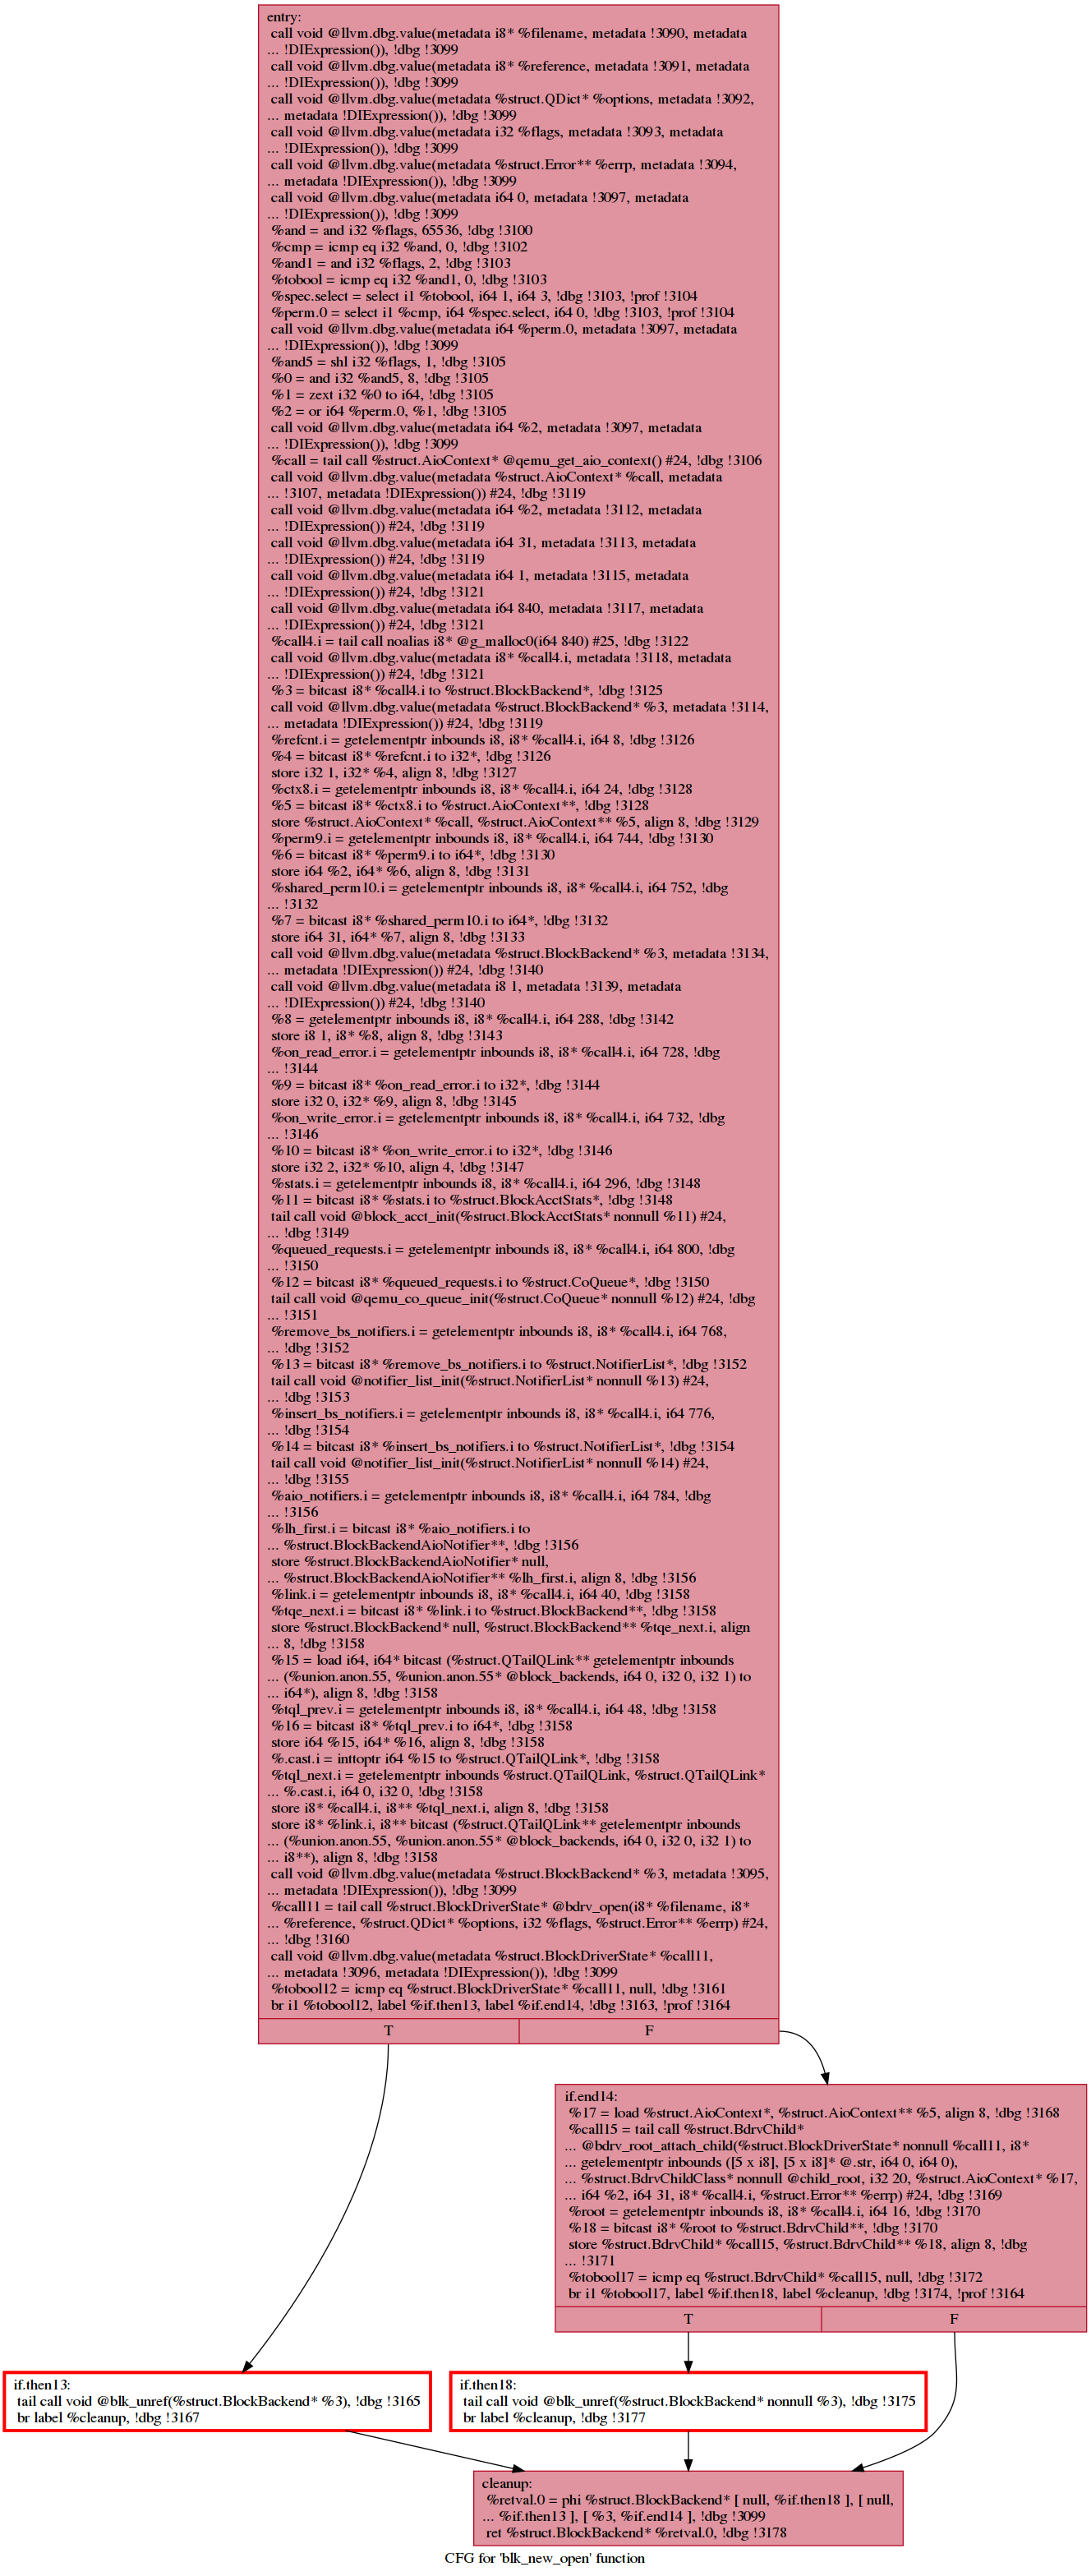 entry:
call void @llvm.dbg.value(metadata i8* %filename, metadata !3090, metadata
... !DIExpression()), !dbg !3099
call void @llvm.dbg.value(metadata i8* %reference, metadata !3091, metadata
... !DIExpression()), !dbg !3099
call void @llvm.dbg.value(metadata %struct.QDict* %options, metadata !3092,
... metadata !DIExpression()), !dbg !3099
call void @llvm.dbg.value(metadata i32 %flags, metadata !3093, metadata
... !DIExpression()), !dbg !3099
call void @llvm.dbg.value(metadata %struct.Error** %errp, metadata !3094,
... metadata !DIExpression()), !dbg !3099
call void @llvm.dbg.value(metadata i64 0, metadata !3097, metadata
... !DIExpression()), !dbg !3099
%and = and i32 %flags, 65536, !dbg !3100
%cmp = icmp eq i32 %and, 0, !dbg !3102
%and1 = and i32 %flags, 2, !dbg !3103
%tobool = icmp eq i32 %and1, 0, !dbg !3103
%spec.select = select i1 %tobool, i64 1, i64 3, !dbg !3103, !prof !3104
%perm.0 = select i1 %cmp, i64 %spec.select, i64 0, !dbg !3103, !prof !3104
call void @llvm.dbg.value(metadata i64 %perm.0, metadata !3097, metadata
... !DIExpression()), !dbg !3099
%and5 = shl i32 %flags, 1, !dbg !3105
%0 = and i32 %and5, 8, !dbg !3105
%1 = zext i32 %0 to i64, !dbg !3105
%2 = or i64 %perm.0, %1, !dbg !3105
call void @llvm.dbg.value(metadata i64 %2, metadata !3097, metadata
... !DIExpression()), !dbg !3099
%call = tail call %struct.AioContext* @qemu_get_aio_context() #24, !dbg !3106
call void @llvm.dbg.value(metadata %struct.AioContext* %call, metadata
... !3107, metadata !DIExpression()) #24, !dbg !3119
call void @llvm.dbg.value(metadata i64 %2, metadata !3112, metadata
... !DIExpression()) #24, !dbg !3119
call void @llvm.dbg.value(metadata i64 31, metadata !3113, metadata
... !DIExpression()) #24, !dbg !3119
call void @llvm.dbg.value(metadata i64 1, metadata !3115, metadata
... !DIExpression()) #24, !dbg !3121
call void @llvm.dbg.value(metadata i64 840, metadata !3117, metadata
... !DIExpression()) #24, !dbg !3121
%call4.i = tail call noalias i8* @g_malloc0(i64 840) #25, !dbg !3122
call void @llvm.dbg.value(metadata i8* %call4.i, metadata !3118, metadata
... !DIExpression()) #24, !dbg !3121
%3 = bitcast i8* %call4.i to %struct.BlockBackend*, !dbg !3125
call void @llvm.dbg.value(metadata %struct.BlockBackend* %3, metadata !3114,
... metadata !DIExpression()) #24, !dbg !3119
%refcnt.i = getelementptr inbounds i8, i8* %call4.i, i64 8, !dbg !3126
%4 = bitcast i8* %refcnt.i to i32*, !dbg !3126
store i32 1, i32* %4, align 8, !dbg !3127
%ctx8.i = getelementptr inbounds i8, i8* %call4.i, i64 24, !dbg !3128
%5 = bitcast i8* %ctx8.i to %struct.AioContext**, !dbg !3128
store %struct.AioContext* %call, %struct.AioContext** %5, align 8, !dbg !3129
%perm9.i = getelementptr inbounds i8, i8* %call4.i, i64 744, !dbg !3130
%6 = bitcast i8* %perm9.i to i64*, !dbg !3130
store i64 %2, i64* %6, align 8, !dbg !3131
%shared_perm10.i = getelementptr inbounds i8, i8* %call4.i, i64 752, !dbg
... !3132
%7 = bitcast i8* %shared_perm10.i to i64*, !dbg !3132
store i64 31, i64* %7, align 8, !dbg !3133
call void @llvm.dbg.value(metadata %struct.BlockBackend* %3, metadata !3134,
... metadata !DIExpression()) #24, !dbg !3140
call void @llvm.dbg.value(metadata i8 1, metadata !3139, metadata
... !DIExpression()) #24, !dbg !3140
%8 = getelementptr inbounds i8, i8* %call4.i, i64 288, !dbg !3142
store i8 1, i8* %8, align 8, !dbg !3143
%on_read_error.i = getelementptr inbounds i8, i8* %call4.i, i64 728, !dbg
... !3144
%9 = bitcast i8* %on_read_error.i to i32*, !dbg !3144
store i32 0, i32* %9, align 8, !dbg !3145
%on_write_error.i = getelementptr inbounds i8, i8* %call4.i, i64 732, !dbg
... !3146
%10 = bitcast i8* %on_write_error.i to i32*, !dbg !3146
store i32 2, i32* %10, align 4, !dbg !3147
%stats.i = getelementptr inbounds i8, i8* %call4.i, i64 296, !dbg !3148
%11 = bitcast i8* %stats.i to %struct.BlockAcctStats*, !dbg !3148
tail call void @block_acct_init(%struct.BlockAcctStats* nonnull %11) #24,
... !dbg !3149
%queued_requests.i = getelementptr inbounds i8, i8* %call4.i, i64 800, !dbg
... !3150
%12 = bitcast i8* %queued_requests.i to %struct.CoQueue*, !dbg !3150
tail call void @qemu_co_queue_init(%struct.CoQueue* nonnull %12) #24, !dbg
... !3151
%remove_bs_notifiers.i = getelementptr inbounds i8, i8* %call4.i, i64 768,
... !dbg !3152
%13 = bitcast i8* %remove_bs_notifiers.i to %struct.NotifierList*, !dbg !3152
tail call void @notifier_list_init(%struct.NotifierList* nonnull %13) #24,
... !dbg !3153
%insert_bs_notifiers.i = getelementptr inbounds i8, i8* %call4.i, i64 776,
... !dbg !3154
%14 = bitcast i8* %insert_bs_notifiers.i to %struct.NotifierList*, !dbg !3154
tail call void @notifier_list_init(%struct.NotifierList* nonnull %14) #24,
... !dbg !3155
%aio_notifiers.i = getelementptr inbounds i8, i8* %call4.i, i64 784, !dbg
... !3156
%lh_first.i = bitcast i8* %aio_notifiers.i to
... %struct.BlockBackendAioNotifier**, !dbg !3156
store %struct.BlockBackendAioNotifier* null,
... %struct.BlockBackendAioNotifier** %lh_first.i, align 8, !dbg !3156
%link.i = getelementptr inbounds i8, i8* %call4.i, i64 40, !dbg !3158
%tqe_next.i = bitcast i8* %link.i to %struct.BlockBackend**, !dbg !3158
store %struct.BlockBackend* null, %struct.BlockBackend** %tqe_next.i, align
... 8, !dbg !3158
%15 = load i64, i64* bitcast (%struct.QTailQLink** getelementptr inbounds
... (%union.anon.55, %union.anon.55* @block_backends, i64 0, i32 0, i32 1) to
... i64*), align 8, !dbg !3158
%tql_prev.i = getelementptr inbounds i8, i8* %call4.i, i64 48, !dbg !3158
%16 = bitcast i8* %tql_prev.i to i64*, !dbg !3158
store i64 %15, i64* %16, align 8, !dbg !3158
%.cast.i = inttoptr i64 %15 to %struct.QTailQLink*, !dbg !3158
%tql_next.i = getelementptr inbounds %struct.QTailQLink, %struct.QTailQLink*
... %.cast.i, i64 0, i32 0, !dbg !3158
store i8* %call4.i, i8** %tql_next.i, align 8, !dbg !3158
store i8* %link.i, i8** bitcast (%struct.QTailQLink** getelementptr inbounds
... (%union.anon.55, %union.anon.55* @block_backends, i64 0, i32 0, i32 1) to
... i8**), align 8, !dbg !3158
call void @llvm.dbg.value(metadata %struct.BlockBackend* %3, metadata !3095,
... metadata !DIExpression()), !dbg !3099
%call11 = tail call %struct.BlockDriverState* @bdrv_open(i8* %filename, i8*
... %reference, %struct.QDict* %options, i32 %flags, %struct.Error** %errp) #24,
... !dbg !3160
call void @llvm.dbg.value(metadata %struct.BlockDriverState* %call11,
... metadata !3096, metadata !DIExpression()), !dbg !3099
%tobool12 = icmp eq %struct.BlockDriverState* %call11, null, !dbg !3161
br i1 %tobool12, label %if.then13, label %if.end14, !dbg !3163, !prof !3164
T F
if.end14:
%17 = load %struct.AioContext*, %struct.AioContext** %5, align 8, !dbg !3168
%call15 = tail call %struct.BdrvChild*
... @bdrv_root_attach_child(%struct.BlockDriverState* nonnull %call11, i8*
... getelementptr inbounds ([5 x i8], [5 x i8]* @.str, i64 0, i64 0),
... %struct.BdrvChildClass* nonnull @child_root, i32 20, %struct.AioContext* %17,
... i64 %2, i64 31, i8* %call4.i, %struct.Error** %errp) #24, !dbg !3169
%root = getelementptr inbounds i8, i8* %call4.i, i64 16, !dbg !3170
%18 = bitcast i8* %root to %struct.BdrvChild**, !dbg !3170
store %struct.BdrvChild* %call15, %struct.BdrvChild** %18, align 8, !dbg
... !3171
%tobool17 = icmp eq %struct.BdrvChild* %call15, null, !dbg !3172
br i1 %tobool17, label %if.then18, label %cleanup, !dbg !3174, !prof !3164
T F
if.then13:
tail call void @blk_unref(%struct.BlockBackend* %3), !dbg !3165
br label %cleanup, !dbg !3167
if.then18:
tail call void @blk_unref(%struct.BlockBackend* nonnull %3), !dbg !3175
br label %cleanup, !dbg !3177
cleanup:
%retval.0 = phi %struct.BlockBackend* [ null, %if.then18 ], [ null,
... %if.then13 ], [ %3, %if.end14 ], !dbg !3099
ret %struct.BlockBackend* %retval.0, !dbg !3178
CFG for 'blk_new_open' function